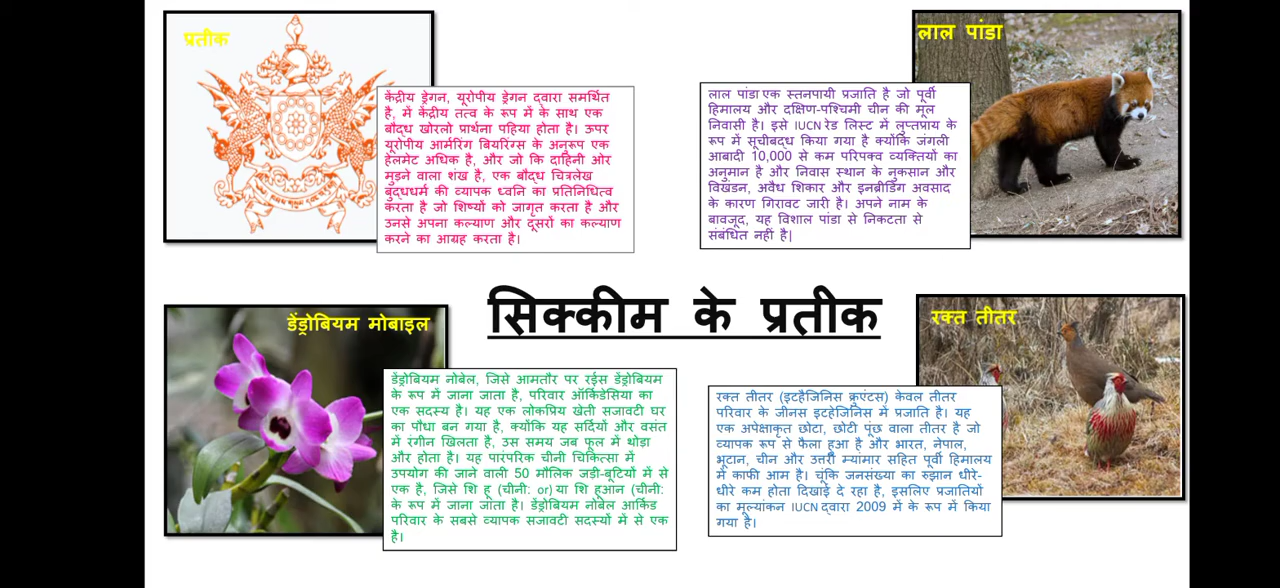 प्रतीक
केंद्रीय ड्रेगन, यूरोपीय ड्रेगन द्वारा समर्थित
है, में केंद्रीय तत्व के रूप में के साथ एक
बौद्ध खोरलो प्रार्थना पहिया होता है। ऊपर
यूरोपीय आर्मरिंग बियरिंग्स के अनुरूप एक
हेलमेट अधिक है, और जो कि दाहिनी ओर
मुड़ने वाला शंख है, एक बौद्ध चित्रलेख
बुद्धधर्म की व्यापक ध्वनि का प्रतिनिधित्व
करता है जो शिष्यों को जागृत करता है और
उनसे अपना कल्याण और दूसरों का कल्याण
करने का आग्रह करता है।
लाल पांडा
लाल पांडा एक स्तनपायी प्रजाति है जो पूर्वी
हिमालय और दक्षिण-पश्चिमी चीन की मूल
निवासी है। इसे IUCN रेड लिस्ट में लुप्तप्राय के
रूप में सूचीबद्ध किया गया है क्योंकि जंगली
आबादी 10,000 से कम परिपक्व व्यक्तियों का
अनुमान है और निवास स्थान के नुकसान और
विखंडन, अवैध शिकार और इनब्रीडिंग अवसाद
के कारण गिरावट जारी है। अपने नाम के
बावजूद, यह विशाल पांडा से निकटता से
संबंधित नहीं है|
सिक्कीम के प्रतीक
डेंड्रोबियम मोबाइल
डेंड्रोबियम नोबेल, जिसे आमतौर पर रईस डेंड्रोबियम
के रूप में जाना जाता है, परिवार ऑर्किडेसिया का
एक सदस्य है। यह एक लोकप्रिय खेती सजावटी घर
का पौधा बन गया है, क्योंकि यह सर्दियों और वसंत
में रंगीन खिलता है, उस समय जब फूल में थोड़ा
और होता है। यह पारंपरिक चीनी चिकित्सा में
उपयोग की जाने वाली 50 मौलिक जड़ी-बूटियों में से
एक है, जिसे शि हू (चीनी: or) या शि हूआन (चीनी:
के रूप में जाना जाता है। डेंड्रोबियम नोबेल आर्किड
परिवार के सबसे व्यापक सजावटी सदस्यों में से एक
है।
रक्त तीतर
रक्त तीतर (इटहैजिनिस क्रुएंटस) केवल तीतर
परिवार के जीनस इटहेजिनिस में प्रजाति है। यह
एक अपेक्षाकृत छोटा, छोटी पूंछ वाला तीतर है जो
व्यापक रूप से फैला हुआ है और भारत, नेपाल,
भूटान, चीन और उत्तरी म्यांमार सहित पूर्वी हिमालय
में काफी आम है। चूंकि जनसंख्या का रुझान धीरे-
धीरे कम होता दिखाई दे रहा है, इसलिए प्रजातियों
का मूल्यांकन IUCN द्वारा 2009 में के रूप में किया
गया है।